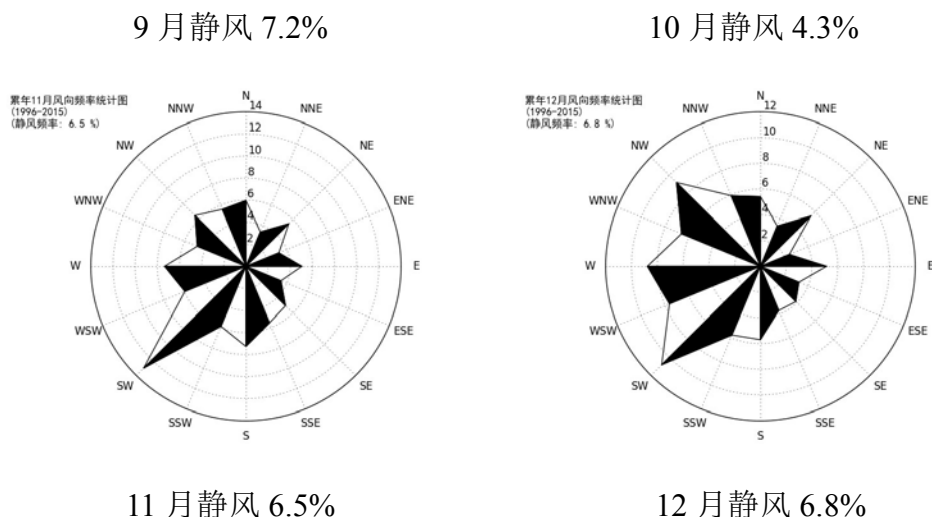 9 月静风 7.2%
10 月静风 4.3%
累年11月风向频率统计图
(1996-2015)
(静风频率: 6.5 %)
N
NNE
NE
ENE
E
ESE
SE
SSE
S
SSW
SW
WSW
W
WNW
NW
NNW
14
12
10
8
6
4
2
累年12月风向频率统计图
(1996-2015)
(静风频率: 6.8 %)
N
NNE
NE
ENE
E
ESE
SE
SSE
S
SSW
SW
WSW
W
WNW
NW
NNW
12
10
8
6
4
2
11 月静风 6.5%
12 月静风 6.8%